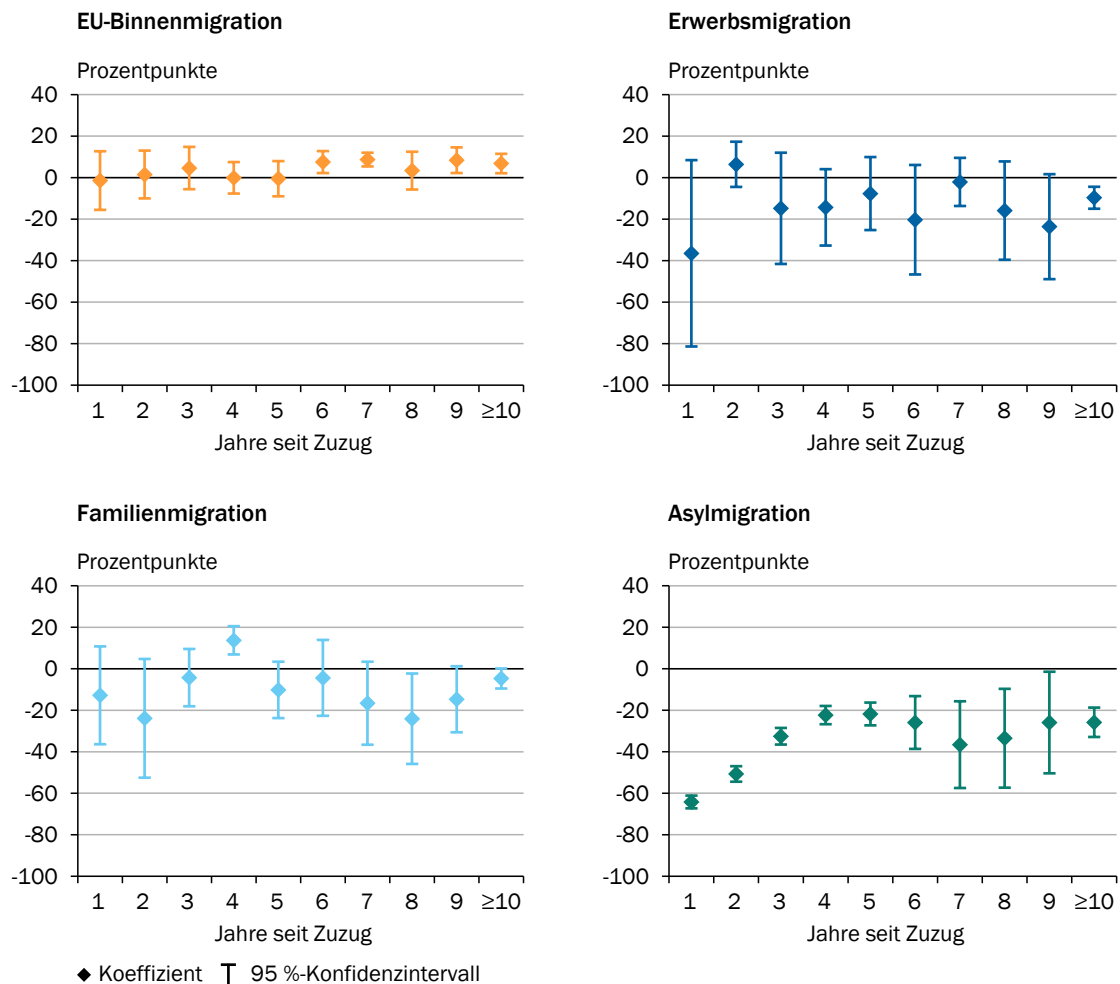 EU-Binnenmigration
Prozentpunkte
40
20
0
-20
-40
-60
-80
-100
1 2 3 4 5 6 7 8 9 ≥10
Jahre seit Zuzug
Erwerbsmigration
Prozentpunkte
40
20
0
-20
-40
-60
-80
-100
1 2 3 4 5 6 7 8 9 ≥10
Jahre seit Zuzug
Familienmigration
Prozentpunkte
40
20
0
-20
-40
-60
-80
-100
1 2 3 4 5 6 7 8 9 ≥10
Jahre seit Zuzug
Asylmigration
Prozentpunkte
40
20
0
-20
-40
-60
-80
-100
1 2 3 4 5 6 7 8 9 ≥10
Jahre seit Zuzug
Koeffizient 95 %-Konfidenzintervall